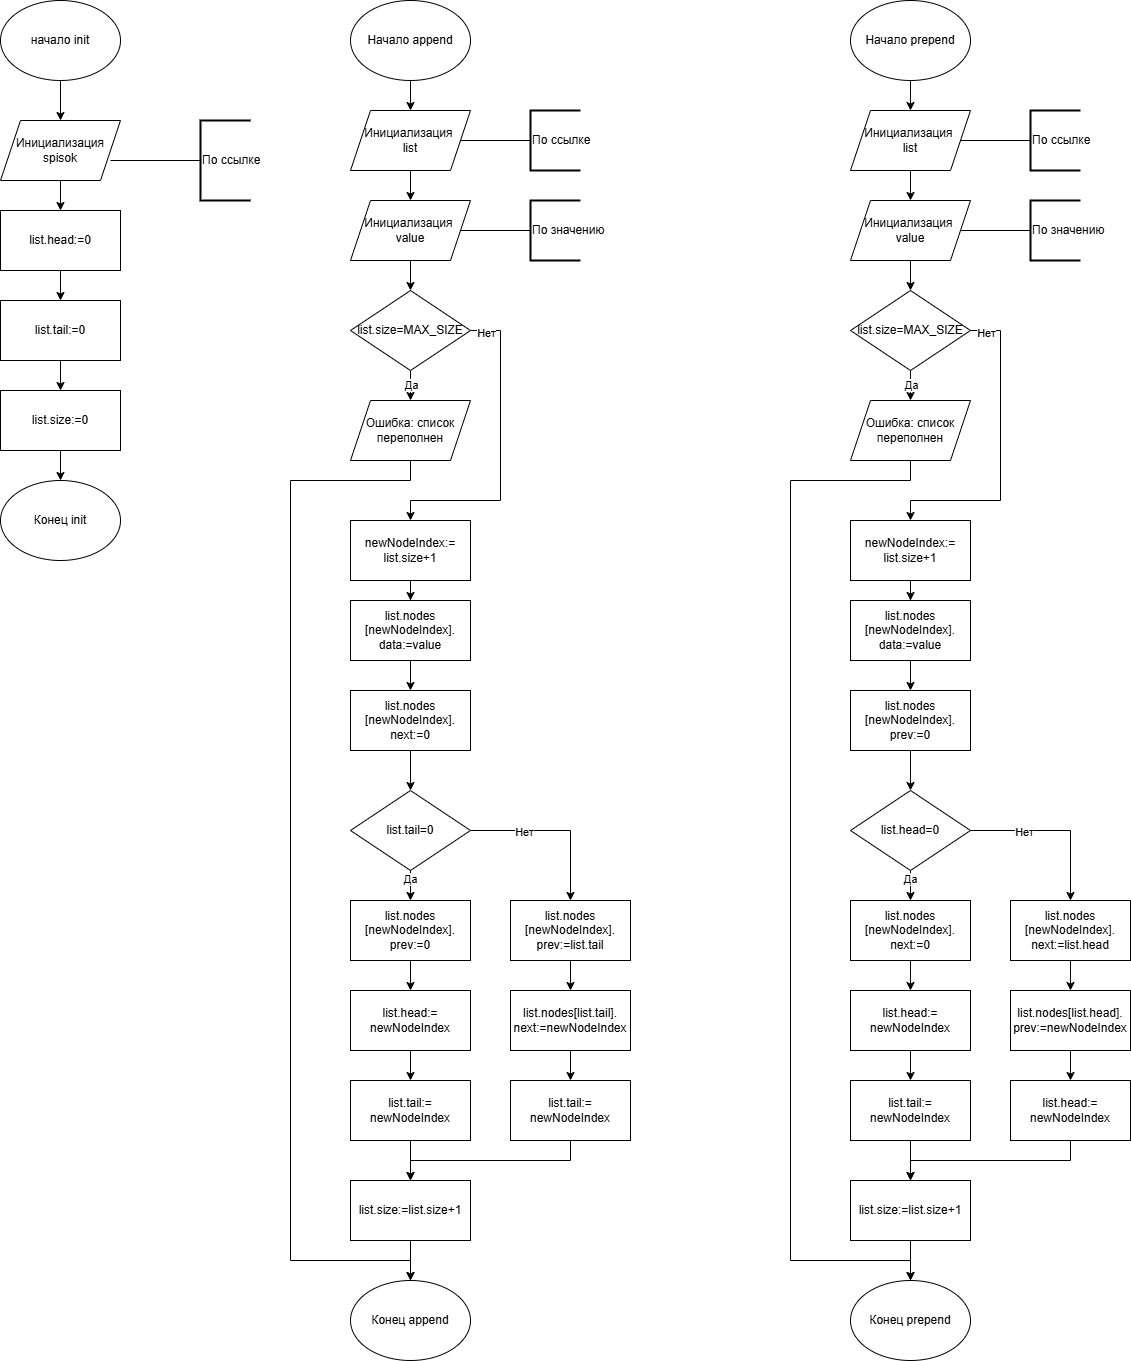 начало init
Инициализация
spisok
По ссылке
list.head:=0
list.tail:=0
list.size:=0
Конец init
Начало append
Инициализация
list
По ссылке
Инициализация
value
По значению
list.size=MAX_SIZE
Нет
Да
Ошибка: список
переполнен
newNodeIndex:=
list.size+1
list.nodes
[newNodeIndex].
data:=value
list.nodes
[newNodeIndex].
next:=0
list.tail=0
Нет
Да
list.nodes
[newNodeIndex].
prev:=0
list.head:=
newNodeIndex
list.tail:=
newNodeIndex
list.nodes
[newNodeIndex].
prev:=list.tail
list.nodes[list.tail].
next:=newNodeIndex
list.tail:=
newNodeIndex
list.size:=list.size+1
Конец append
Начало prepend
Инициализация
list
По ссылке
Инициализация
value
По значению
list.size=MAX_SIZE
Нет
Да
Ошибка: список
переполнен
newNodeIndex:=
list.size+1
list.nodes
[newNodeIndex].
data:=value
list.nodes
[newNodeIndex].
prev:=0
list.head=0
Нет
Да
list.nodes
[newNodeIndex].
next:=0
list.head:=
newNodeIndex
list.tail:=
newNodeIndex
list.nodes
[newNodeIndex].
next:=list.head
list.nodes[list.head].
prev:=newNodeIndex
list.head:=
newNodeIndex
list.size:=list.size+1
Конец prepend